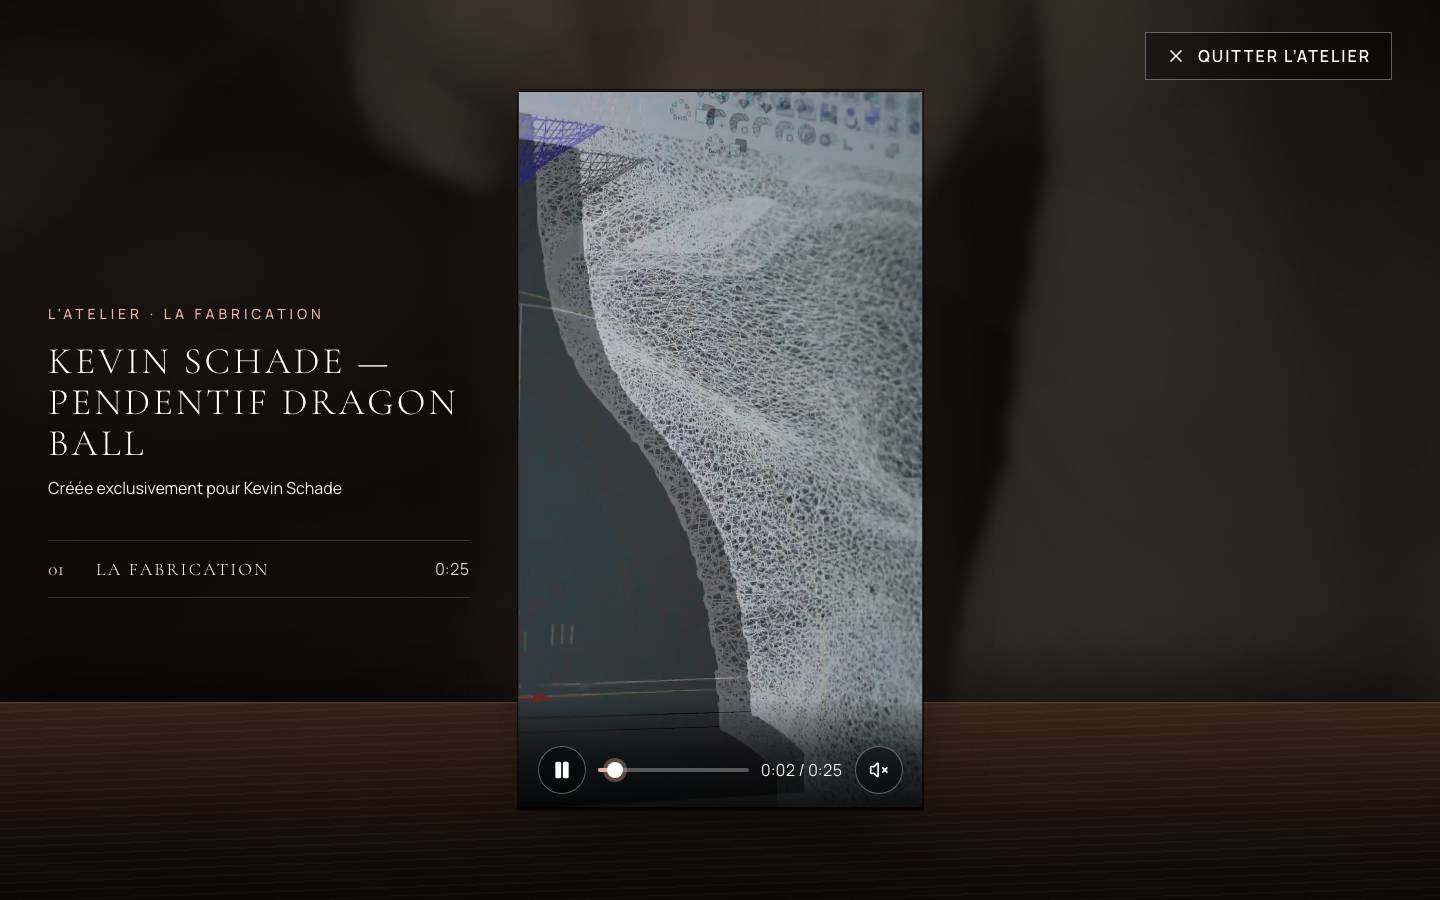 QUITTER L’ATELIER
L'ATELIER · LA FABRICATION
KEVIN SCHADE —
PENDENTIF DRAGON
BALL
Créée exclusivement pour Kevin Schade
01 LA FABRICATION 0:25
0:02 / 0:25